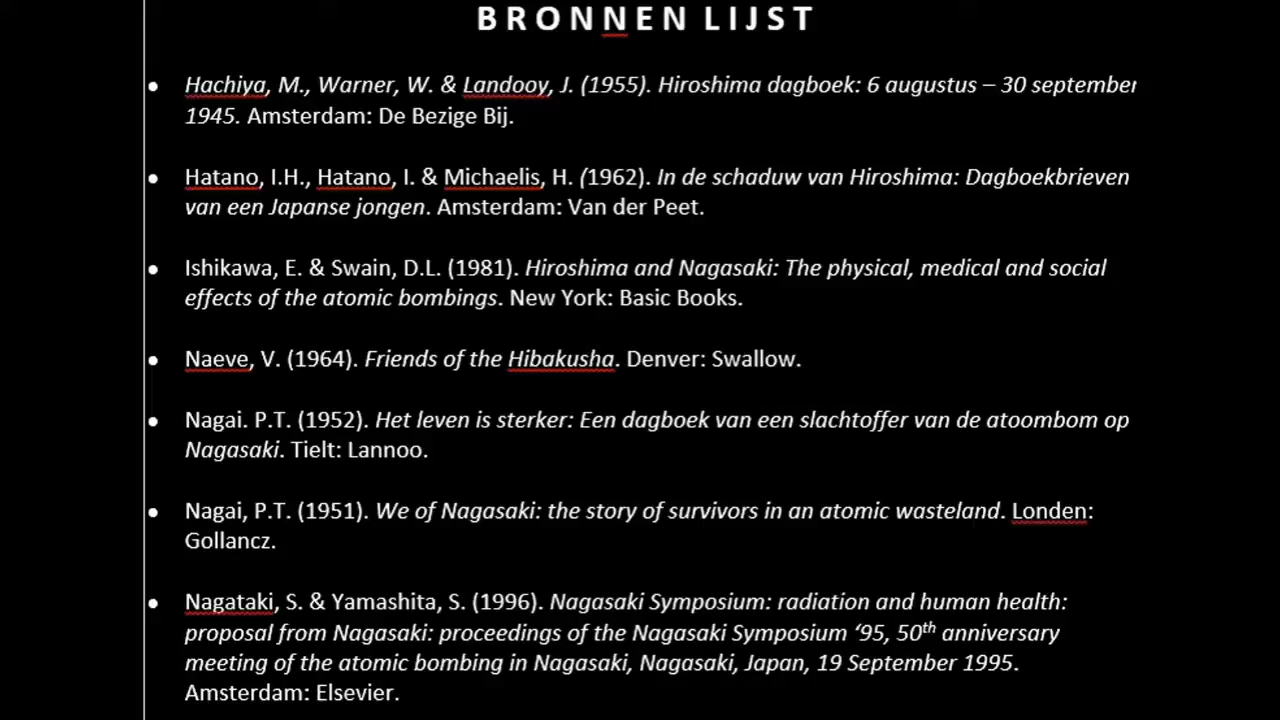 BRONNEN LIJST
• Hachiya, M., Warner, W. & Landooy, J. (1955). Hiroshima dagboek: 6 augustus – 30 september
1945. Amsterdam: De Bezige Bij.
• Hatano, I.H., Hatano, I. & Michaelis, H. (1962). In de schaduw van Hiroshima: Dagboekbrieven
van een Japanse jongen. Amsterdam: Van der Peet.
• Ishikawa, E. & Swain, D.L. (1981). Hiroshima and Nagasaki: The physical, medical and social
effects of the atomic bombings. New York: Basic Books.
• Naeve, V. (1964). Friends of the Hibakusha. Denver: Swallow.
• Nagai. P.T. (1952). Het leven is sterker: Een dagboek van een slachtoffer van de atoombom op
Nagasaki. Tielt: Lannoo.
• Nagai, P.T. (1951). We of Nagasaki: the story of survivors in an atomic wasteland. Londen:
Gollancz.
• Nagataki, S. & Yamashita, S. (1996). Nagasaki Symposium: radiation and human health:
proposal from Nagasaki: proceedings of the Nagasaki Symposium ‘95, 50th anniversary
meeting of the atomic bombing in Nagasaki, Nagasaki, Japan, 19 September 1995.
Amsterdam: Elsevier.